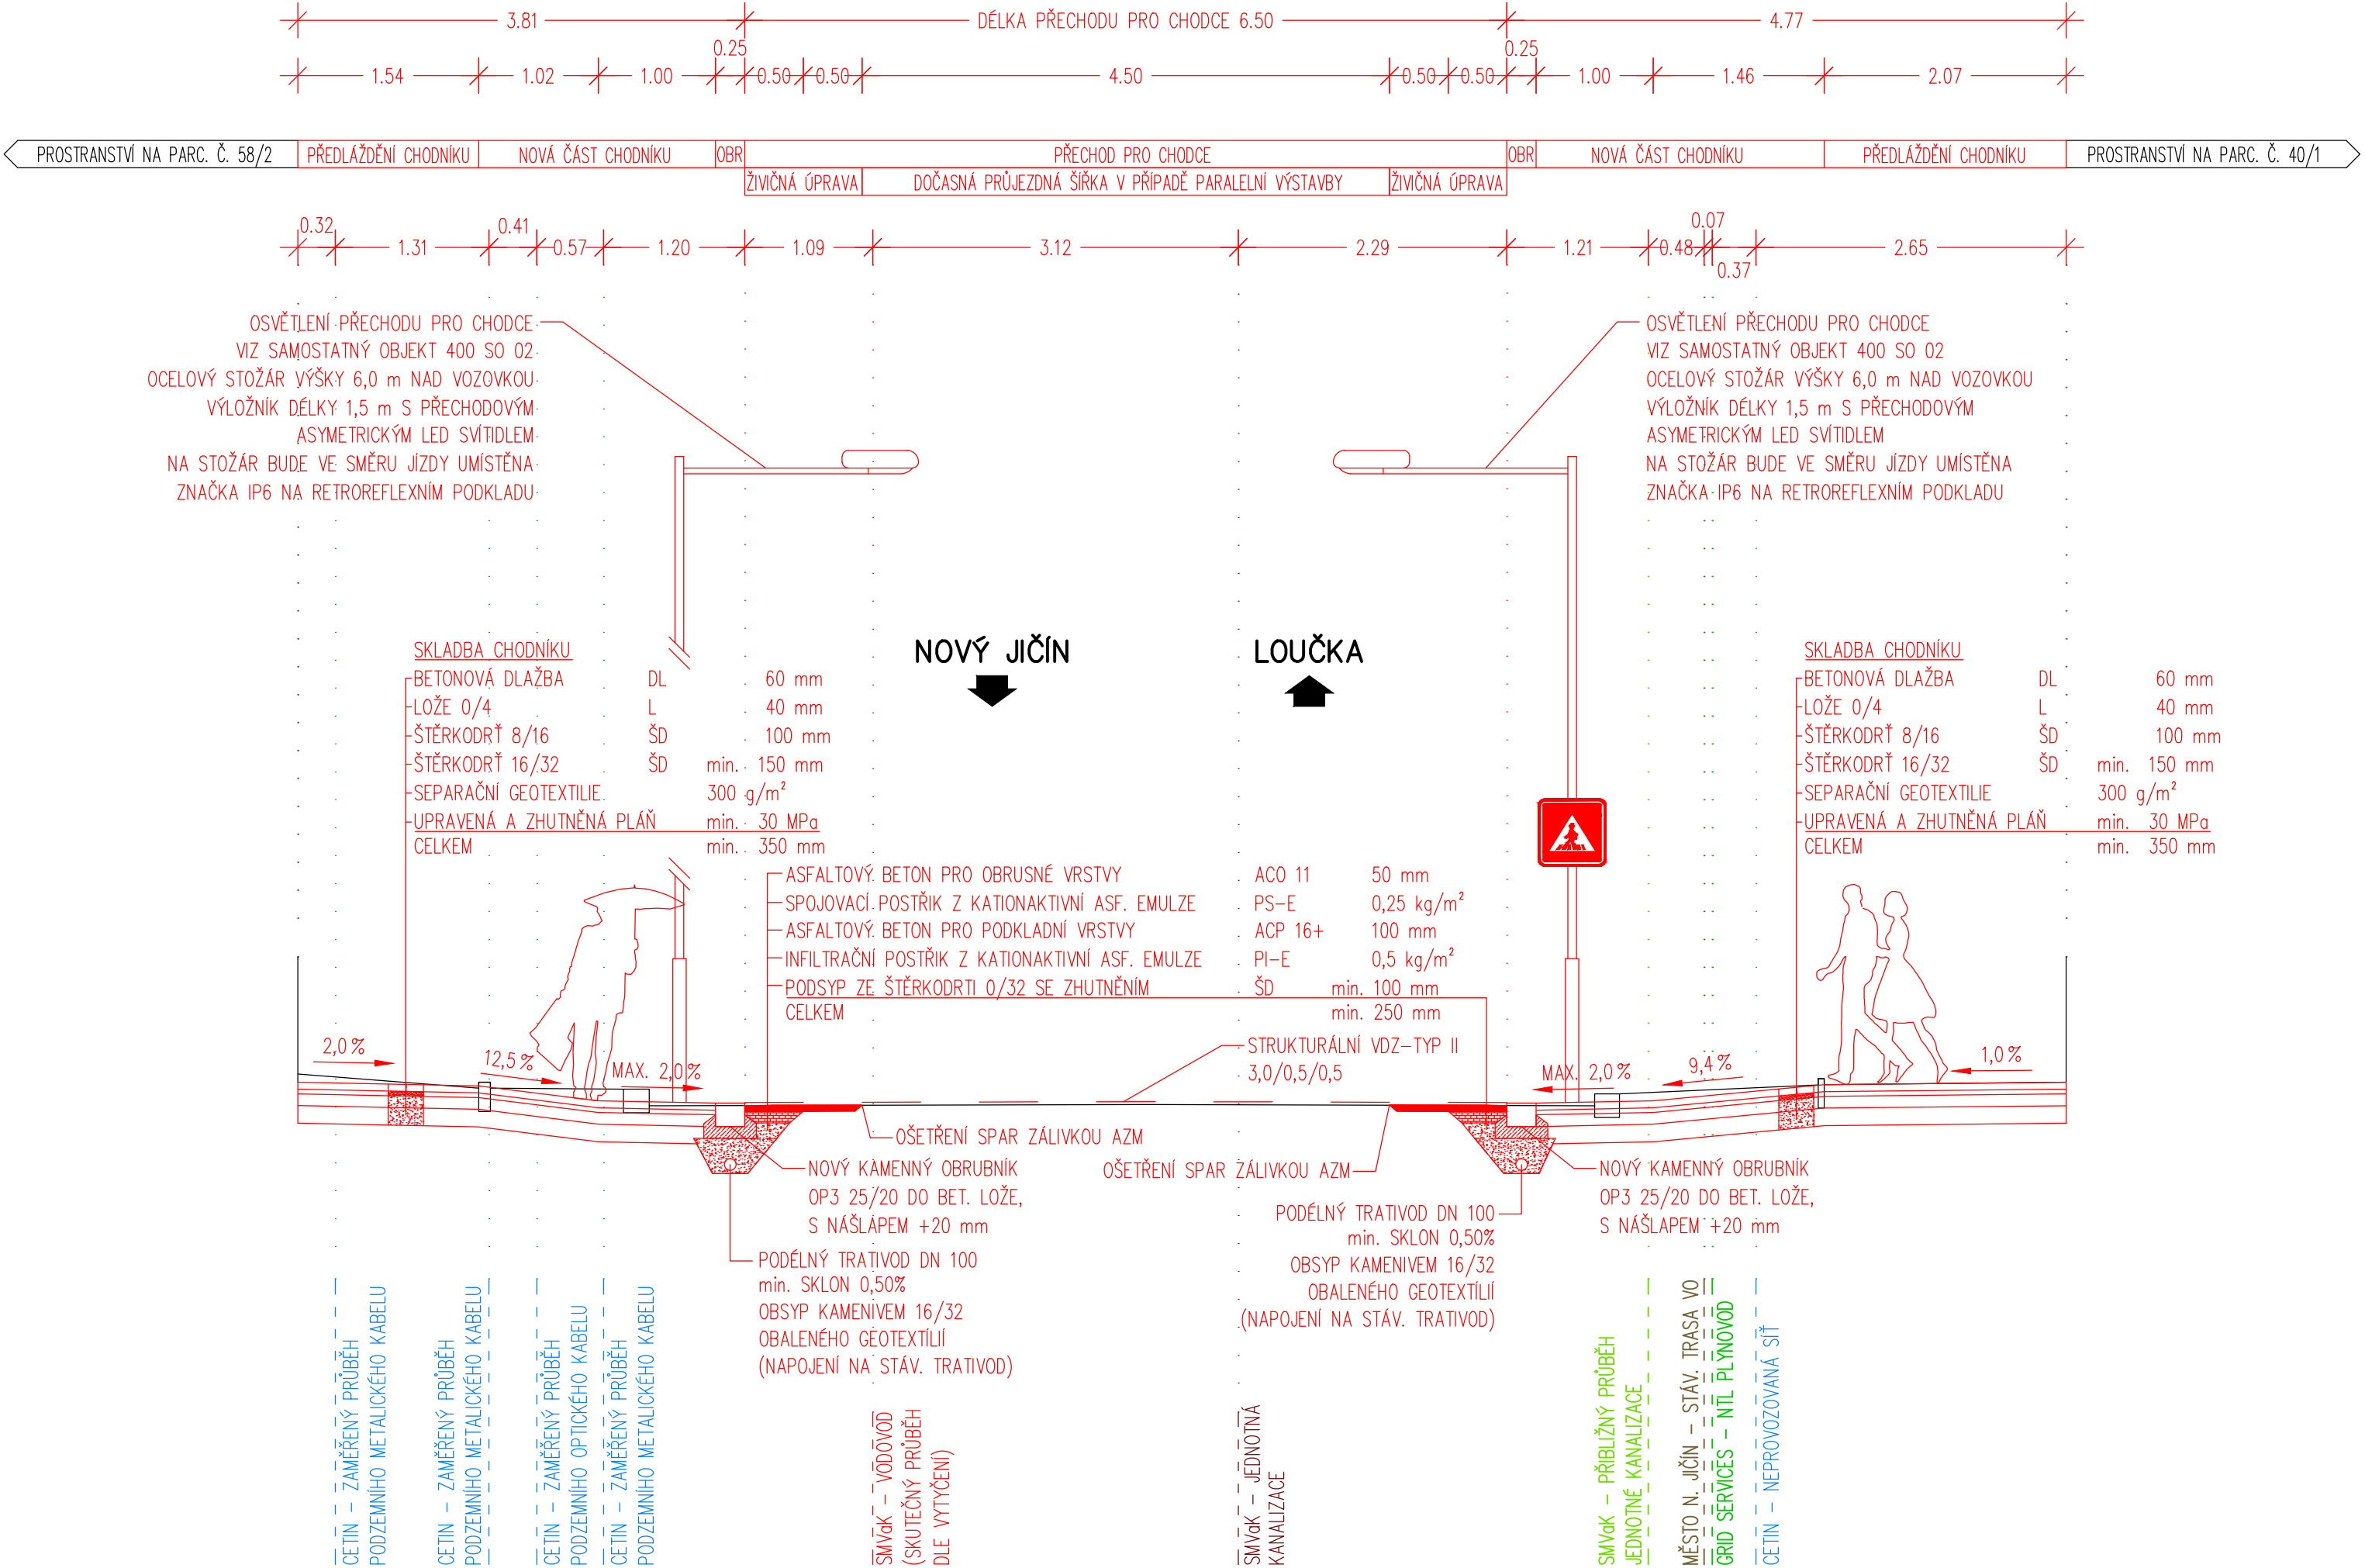 3.81
DÉLKA PŘECHODU PRO CHODCE 6.50
4.77
0.25
0.25
1.54
1.02
1.00
0.50
0.50
4.50
0.50
0.50
1.00
1.46
2.07
PROSTRANSTVÍ NA PARC. Č. 58/2
PŘEDLÁŽDĚNÍ CHODNÍKU
NOVÁ ČÁST CHODNÍKU
OBR
PŘECHOD PRO CHODCE
OBR
NOVÁ ČÁST CHODNÍKU
PŘEDLÁŽDĚNÍ CHODNÍKU
PROSTRANSTVÍ NA PARC. Č. 40/1
ŽIVIČNÁ ÚPRAVA
DOČASNÁ PRŮJEZDNÁ ŠÍŘKA V PŘÍPADĚ PARALELNÍ VÝSTAVBY
ŽIVIČNÁ ÚPRAVA
0.32
0.41
0.07
1.31
0.57
1.20
1.09
3.12
2.29
1.21
0.48
2.65
0.37
OSVĚTLENÍ PŘECHODU PRO CHODCE
VIZ SAMOSTATNÝ OBJEKT 400 SO 02
OCELOVÝ STOŽÁR VÝŠKY 6,0 m NAD VOZOVKOU
VÝLOŽNÍK DÉLKY 1,5 m S PŘECHODOVÝM
ASYMETRICKÝM LED SVÍTIDLEM
NA STOŽÁR BUDE VE SMĚRU JÍZDY UMÍSTĚNA
ZNAČKA IP6 NA RETROREFLEXNÍM PODKLADU
OSVĚTLENÍ PŘECHODU PRO CHODCE
VIZ SAMOSTATNÝ OBJEKT 400 SO 02
OCELOVÝ STOŽÁR VÝŠKY 6,0 m NAD VOZOVKOU
VÝLOŽNÍK DÉLKY 1,5 m S PŘECHODOVÝM
ASYMETRICKÝM LED SVÍTIDLEM
NA STOŽÁR BUDE VE SMĚRU JÍZDY UMÍSTĚNA
ZNAČKA IP6 NA RETROREFLEXNÍM PODKLADU
NOVÝ JIČÍN
LOUČKA
SKLADBA CHODNÍKU
BETONOVÁ DLAŽBA DL 60 mm
LOŽE 0/4 L 40 mm
ŠTĚRKODRŤ 8/16 ŠD 100 mm
ŠTĚRKODRŤ 16/32 ŠD min. 150 mm
SEPARAČNÍ GEOTEXTILIE 300 g/m²
UPRAVENÁ A ZHUTNĚNÁ PLÁŇ min. 30 MPa
CELKEM min. 350 mm
SKLADBA CHODNÍKU
BETONOVÁ DLAŽBA DL 60 mm
LOŽE 0/4 L 40 mm
ŠTĚRKODRŤ 8/16 ŠD 100 mm
ŠTĚRKODRŤ 16/32 ŠD min. 150 mm
SEPARAČNÍ GEOTEXTILIE 300 g/m²
UPRAVENÁ A ZHUTNĚNÁ PLÁŇ min. 30 MPa
CELKEM min. 350 mm
ASFALTOVÝ BETON PRO OBRUSNÉ VRSTVY ACO 11 50 mm
SPOJOVACÍ POSTŘIK Z KATIONAKTIVNÍ ASF. EMULZE PS-E 0,25 kg/m²
ASFALTOVÝ BETON PRO PODKLADNÍ VRSTVY ACP 16+ 100 mm
INFILTRAČNÍ POSTŘIK Z KATIONAKTIVNÍ ASF. EMULZE PI-E 0,5 kg/m²
PODSYP ZE ŠTĚRKODRTI 0/32 SE ZHUTNĚNÍM ŠD min. 100 mm
CELKEM min. 250 mm
STRUKTURÁLNÍ VDZ-TYP II
3,0/0,5/0,5
2,0%
12,5%
MAX. 2,0%
MAX. 2,0%
9,4%
1,0%
OŠETŘENÍ SPAR ZÁLIVKOU AZM
OŠETŘENÍ SPAR ZÁLIVKOU AZM
NOVÝ KAMENNÝ OBRUBNÍK
OP3 25/20 DO BET. LOŽE,
S NÁŠLAPEM +20 mm
NOVÝ KAMENNÝ OBRUBNÍK
OP3 25/20 DO BET. LOŽE,
S NÁŠLAPEM +20 mm
PODÉLNÝ TRATIVOD DN 100
min. SKLON 0,50%
OBSYP KAMENIVEM 16/32
OBALENÉHO GEOTEXTÍLIÍ
(NAPOJENÍ NA STÁV. TRATIVOD)
PODÉLNÝ TRATIVOD DN 100
min. SKLON 0,50%
OBSYP KAMENIVEM 16/32
OBALENÉHO GEOTEXTÍLIÍ
(NAPOJENÍ NA STÁV. TRATIVOD)
CETIN - ZAMĚŘENÝ PRŮBĚH
PODZEMNÍHO METALICKÉHO KABELU
CETIN - ZAMĚŘENÝ PRŮBĚH
PODZEMNÍHO METALICKÉHO KABELU
CETIN - ZAMĚŘENÝ PRŮBĚH
PODZEMNÍHO OPTICKÉHO KABELU
CETIN - ZAMĚŘENÝ PRŮBĚH
PODZEMNÍHO METALICKÉHO KABELU
SMVaK - VODOVOD
(SKUTEČNÝ PRŮBĚH
DLE VYTYČENÍ)
SMVaK - JEDNOTNÁ
KANALIZACE
SMVaK - PŘIBLIŽNÝ PRŮBĚH
JEDNOTNÉ KANALIZACE
MĚSTO N. JIČÍN - STÁV. TRASA VO
GRID SERVICES - NTL PLYNOVOD
CETIN - NEPROVOZOVANÁ SÍŤ